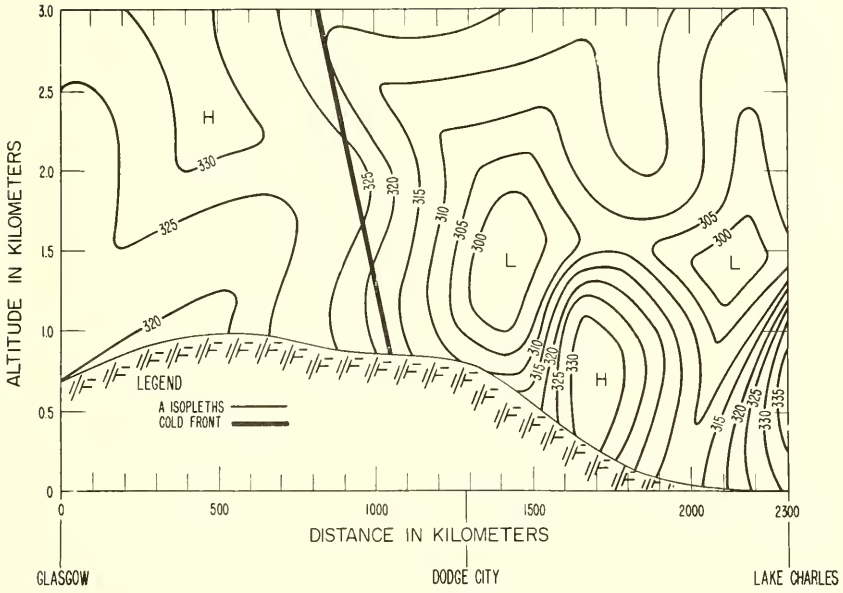 ALTITUDE IN KILOMETERS
3.0
2.5
2.0
1.5
1.0
0.5
0
H
330
325
320
325
320
315
310
305
300
L
305
300
L
310
315
320
325
330
H
315
320
325
330
335
LEGEND
A ISOPLETHS
COLD FRONT
0 500 1000 1500 2000 2300
DISTANCE IN KILOMETERS
GLASGOW DODGE CITY LAKE CHARLES